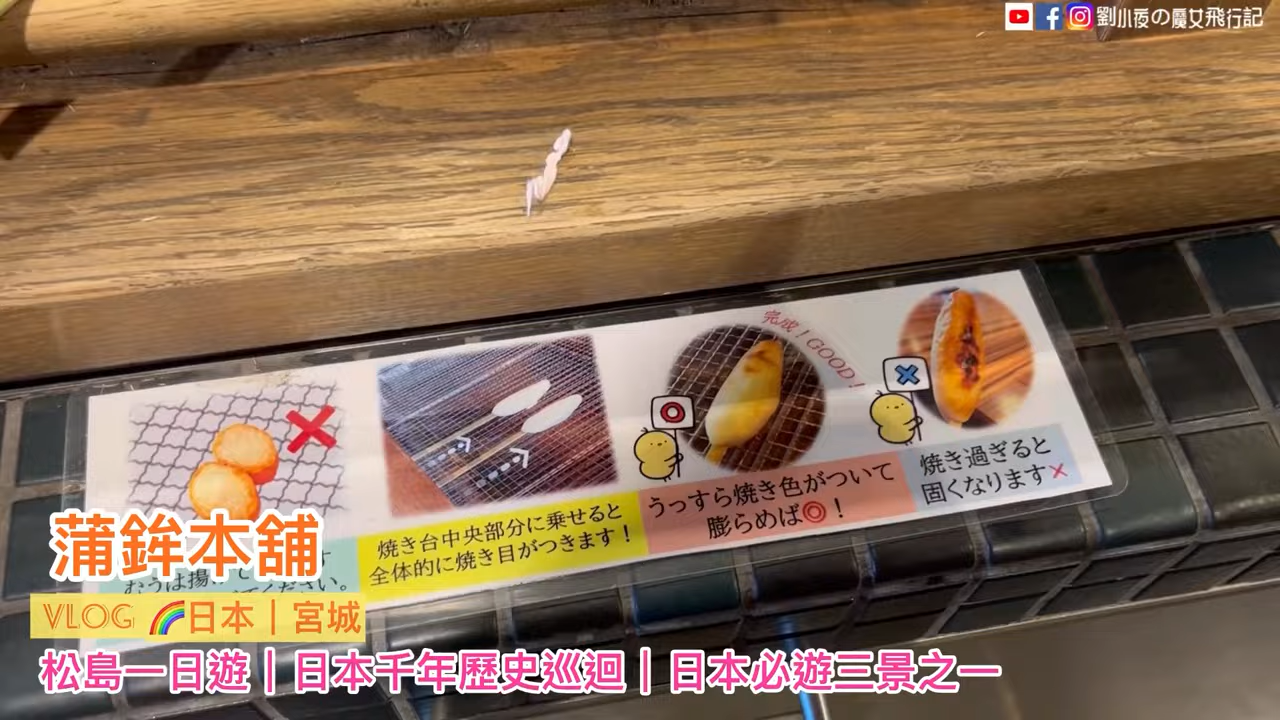 劉小夜の魔女飛行記
完成！GOOD！
焼き台中央部分に乗せると
全体的に焼き目がつきます！
うっすら焼き色がついて
膨らめば◎！
焼き過ぎると
固くなります×
蒲鉾本舖
VLOG 🌈日本｜宮城
松島一日遊｜日本千年歷史巡迴｜日本必遊三景之一